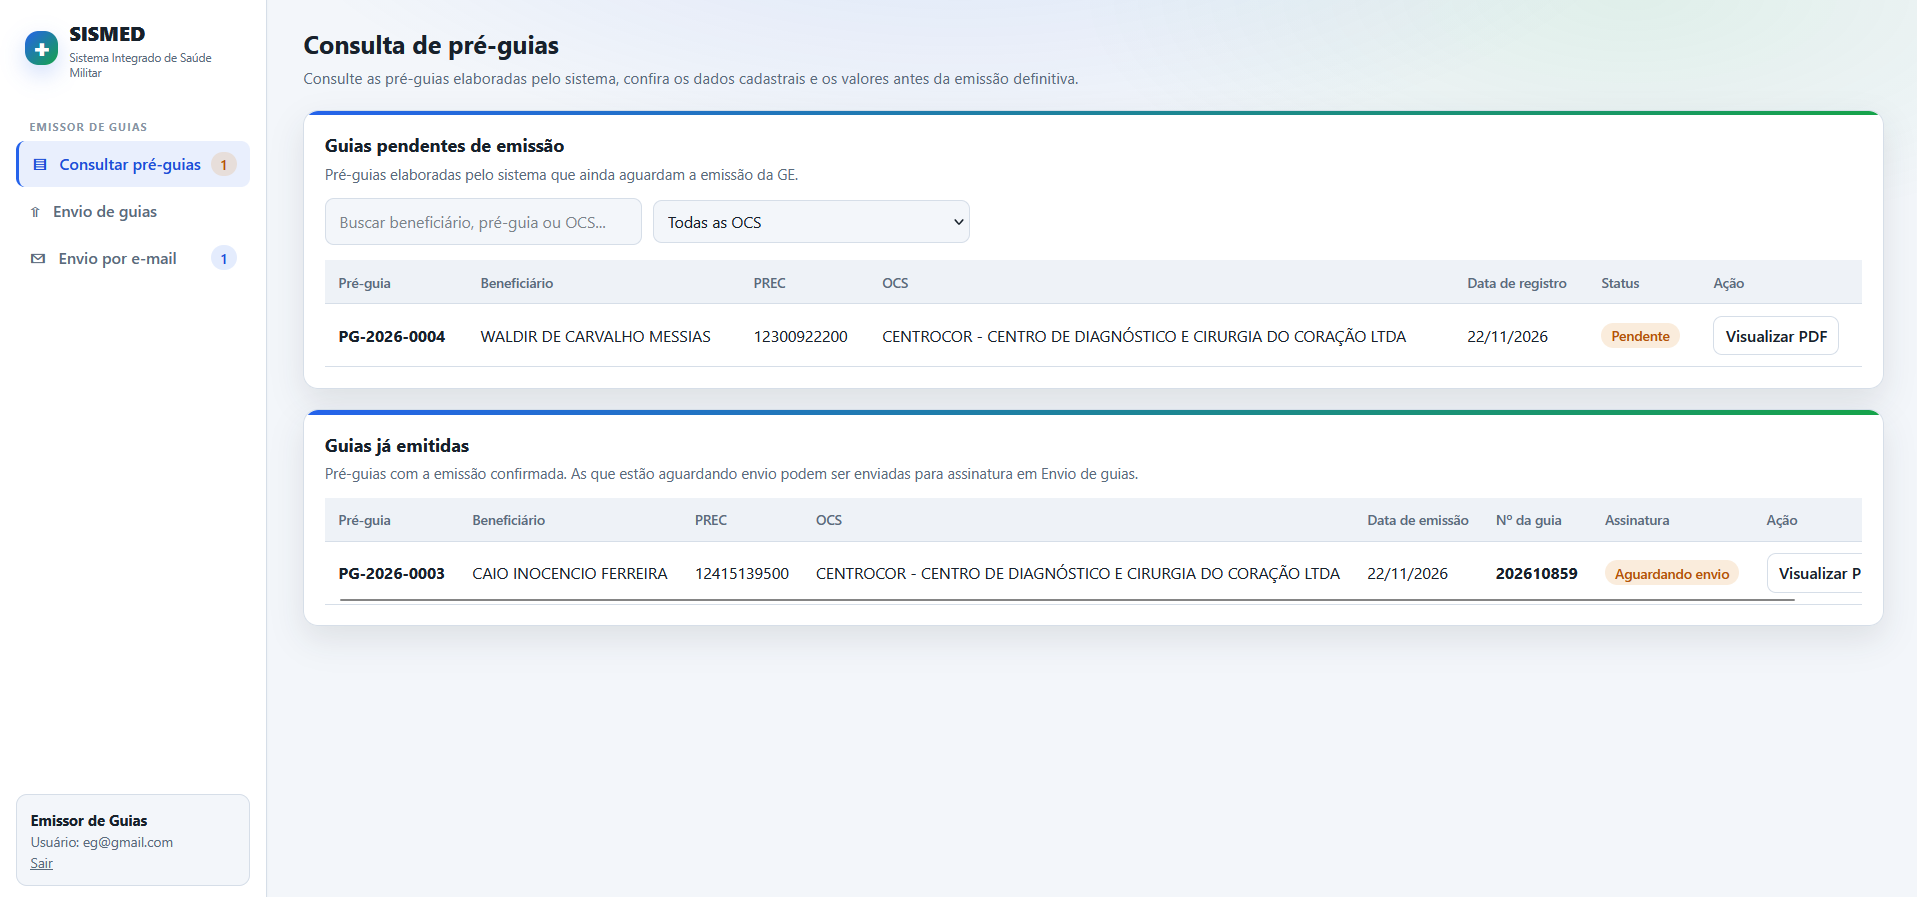 SISMED
Sistema Integrado de Saúde
Militar
EMISSOR DE GUIAS
Consultar pré-guias 1
Envio de guias
Envio por e-mail 1
Emissor de Guias
Usuário: eg@gmail.com
Sair
Consulta de pré-guias
Consulte as pré-guias elaboradas pelo sistema, confira os dados cadastrais e os valores antes da emissão definitiva.
Guias pendentes de emissão
Pré-guias elaboradas pelo sistema que ainda aguardam a emissão da GE.
Buscar beneficiário, pré-guia ou OCS... Todas as OCS
Pré-guia Beneficiário PREC OCS Data de registro Status Ação
PG-2026-0004 WALDIR DE CARVALHO MESSIAS 12300922200 CENTROCOR - CENTRO DE DIAGNÓSTICO E CIRURGIA DO CORAÇÃO LTDA 22/11/2026 Pendente Visualizar PDF
Guias já emitidas
Pré-guias com a emissão confirmada. As que estão aguardando envio podem ser enviadas para assinatura em Envio de guias.
Pré-guia Beneficiário PREC OCS Data de emissão Nº da guia Assinatura Ação
PG-2026-0003 CAIO INOCENCIO FERREIRA 12415139500 CENTROCOR - CENTRO DE DIAGNÓSTICO E CIRURGIA DO CORAÇÃO LTDA 22/11/2026 202610859 Aguardando envio Visualizar P